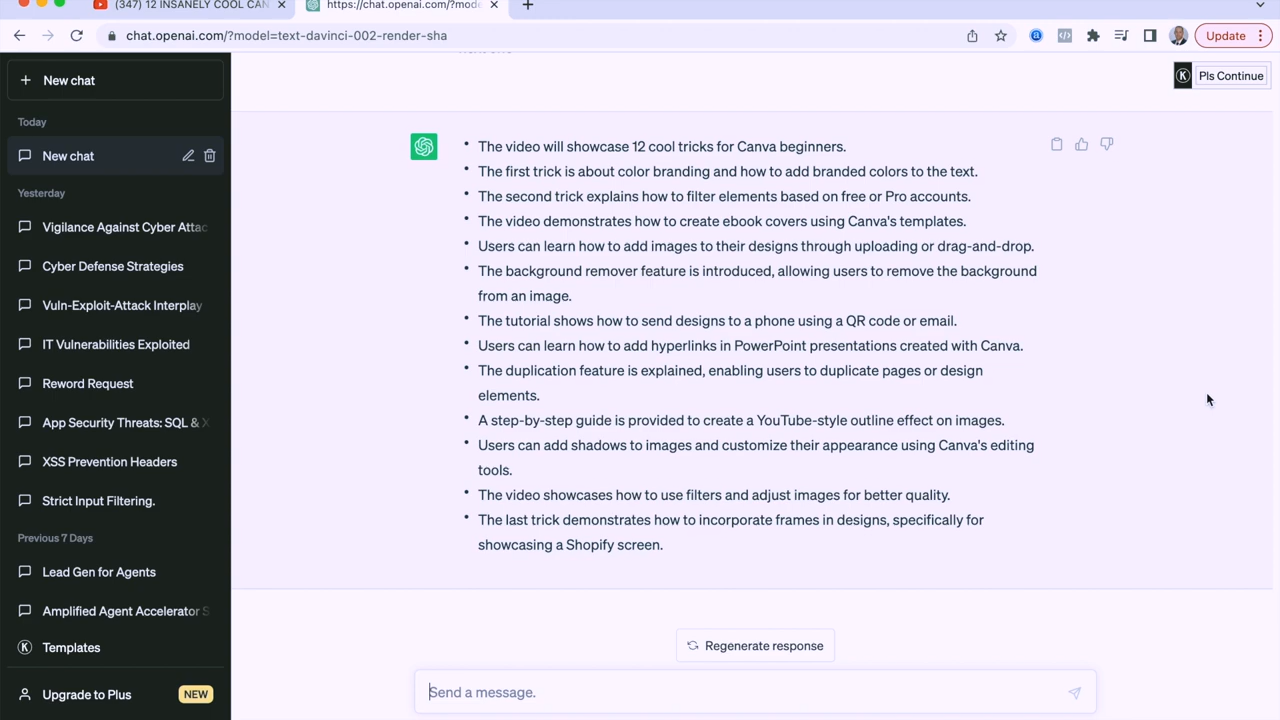 (347) 12 INSANELY COOL CAN
https://chat.openai.com/?mode
chat.openai.com/?model=text-davinci-002-render-sha
Update
New chat
Today
New chat
Yesterday
Vigilance Against Cyber Attac
Cyber Defense Strategies
Vuln-Exploit-Attack Interplay
IT Vulnerabilities Exploited
Reword Request
App Security Threats: SQL & X
XSS Prevention Headers
Strict Input Filtering.
Previous 7 Days
Lead Gen for Agents
Amplified Agent Accelerator S
K Templates
Upgrade to Plus NEW
K Pls Continue
• The video will showcase 12 cool tricks for Canva beginners.
• The first trick is about color branding and how to add branded colors to the text.
• The second trick explains how to filter elements based on free or Pro accounts.
• The video demonstrates how to create ebook covers using Canva's templates.
• Users can learn how to add images to their designs through uploading or drag-and-drop.
• The background remover feature is introduced, allowing users to remove the background
from an image.
• The tutorial shows how to send designs to a phone using a QR code or email.
• Users can learn how to add hyperlinks in PowerPoint presentations created with Canva.
• The duplication feature is explained, enabling users to duplicate pages or design
elements.
• A step-by-step guide is provided to create a YouTube-style outline effect on images.
• Users can add shadows to images and customize their appearance using Canva's editing
tools.
• The video showcases how to use filters and adjust images for better quality.
• The last trick demonstrates how to incorporate frames in designs, specifically for
showcasing a Shopify screen.
Regenerate response
Send a message.